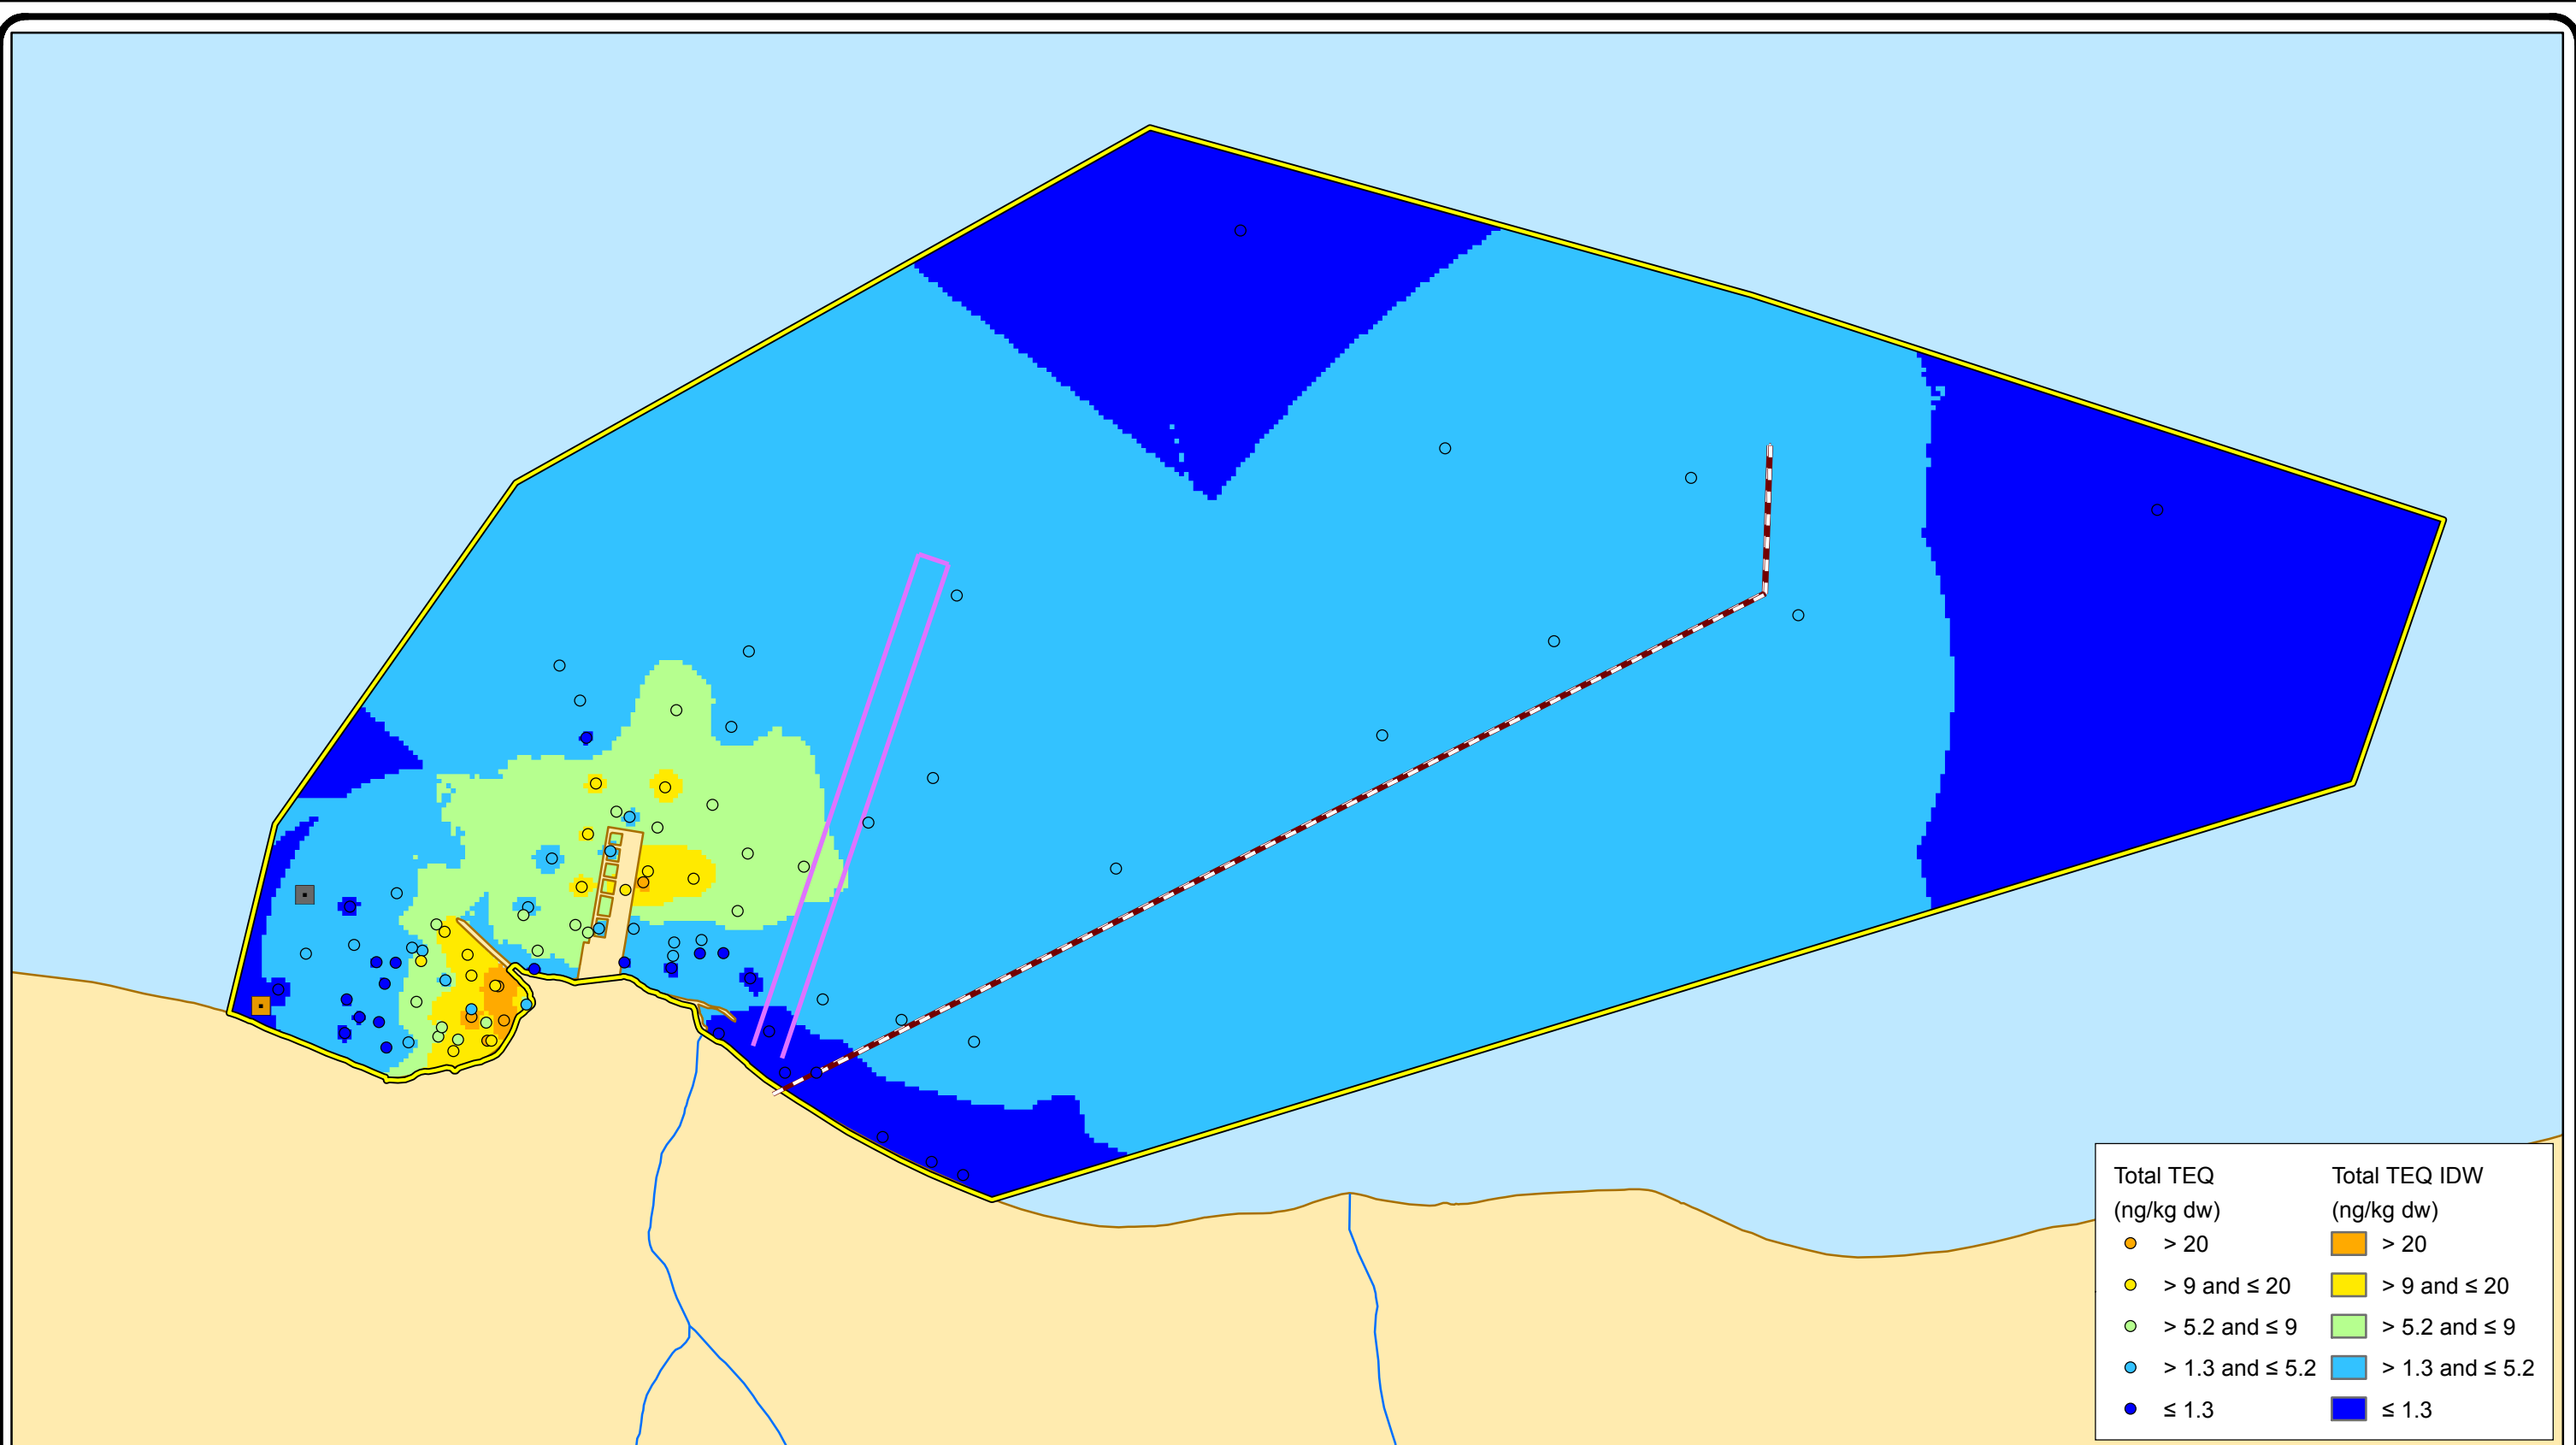 Total TEQ
(ng/kg dw)
> 20
> 9 and ≤ 20
> 5.2 and ≤ 9
> 1.3 and ≤ 5.2
≤ 1.3
Total TEQ IDW
(ng/kg dw)
> 20
> 9 and ≤ 20
> 5.2 and ≤ 9
> 1.3 and ≤ 5.2
≤ 1.3